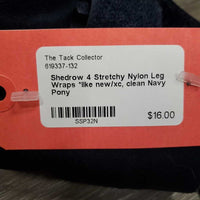 The Tack Collector
619337-132
Shedrow 4 Stretchy Nylon Leg
Wraps *like new/xc, clean Navy
Pony
SSP32N
$16.00